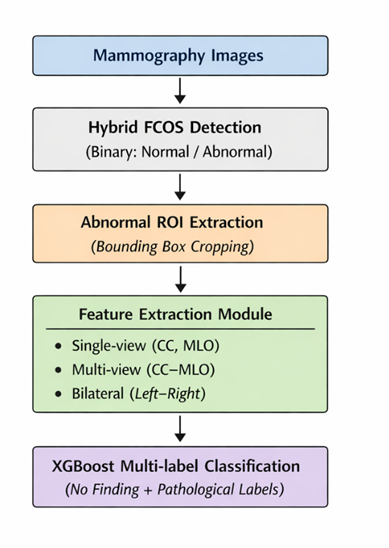 Mammography Images
Hybrid FCOS Detection
(Binary: Normal / Abnormal)
Abnormal ROI Extraction
(Bounding Box Cropping)
Feature Extraction Module
• Single-view (CC, MLO)
• Multi-view (CC–MLO)
• Bilateral (Left–Right)
XGBoost Multi-label Classification
(No Finding + Pathological Labels)